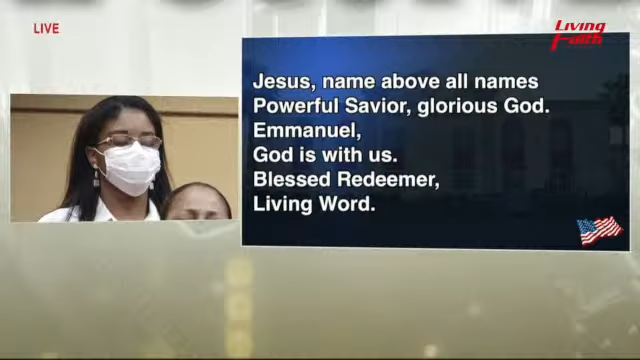 LIVE
Living
Faith
Jesus, name above all names
Powerful Savior, glorious God.
Emmanuel,
God is with us.
Blessed Redeemer,
Living Word.